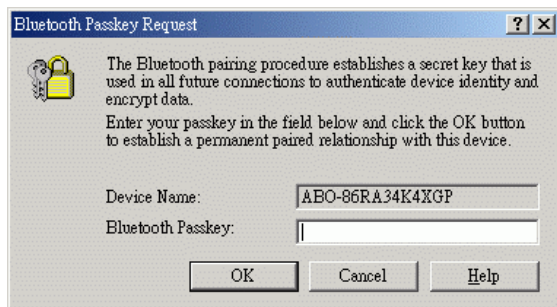 Bluetooth Passkey Request
The Bluetooth pairing procedure establishes a secret key that is
used in all future connections to authenticate device identity and
encrypt data.
Enter your passkey in the field below and click the OK button
to establish a permanent paired relationship with this device.
Device Name: ABO-86RA34K4XGP
Bluetooth Passkey:
OK Cancel Help